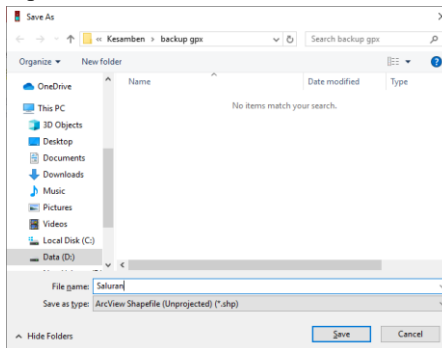 Save As
« Kesamben › backup gpx
Search backup gpx
Organize
New folder
Name
Date modified
Type
No items match your search.
OneDrive
This PC
3D Objects
Desktop
Documents
Downloads
Music
Pictures
Videos
Local Disk (C:)
Data (D:)
File name: Saluran
Save as type: ArcView Shapefile (Unprojected) (*.shp)
Hide Folders
Save
Cancel